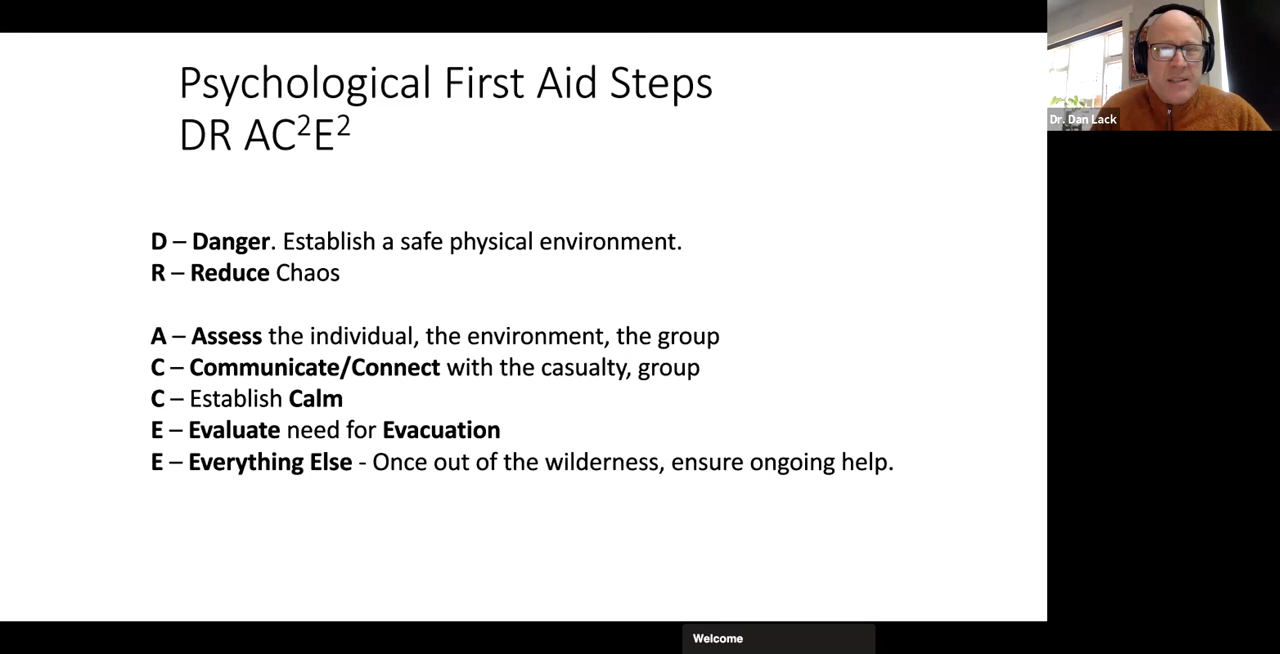 Psychological First Aid Steps
DR AC²E²
D – Danger. Establish a safe physical environment.
R – Reduce Chaos
A – Assess the individual, the environment, the group
C – Communicate/Connect with the casualty, group
C – Establish Calm
E – Evaluate need for Evacuation
E – Everything Else - Once out of the wilderness, ensure ongoing help.
Dr. Dan Lack
Welcome